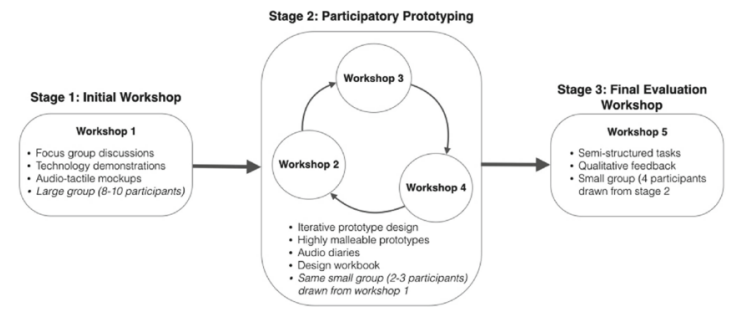 Stage 2: Participatory Prototyping
Stage 1: Initial Workshop
Workshop 1
• Focus group discussions
• Technology demonstrations
• Audio-tactile mockups
• Large group (8-10 participants)
Workshop 3
Workshop 2
Workshop 4
• Iterative prototype design
• Highly malleable prototypes
• Audio diaries
• Design workbook
• Same small group (2-3 participants)
drawn from workshop 1
Stage 3: Final Evaluation
Workshop
Workshop 5
• Semi-structured tasks
• Qualitative feedback
• Small group (4 participants
drawn from stage 2